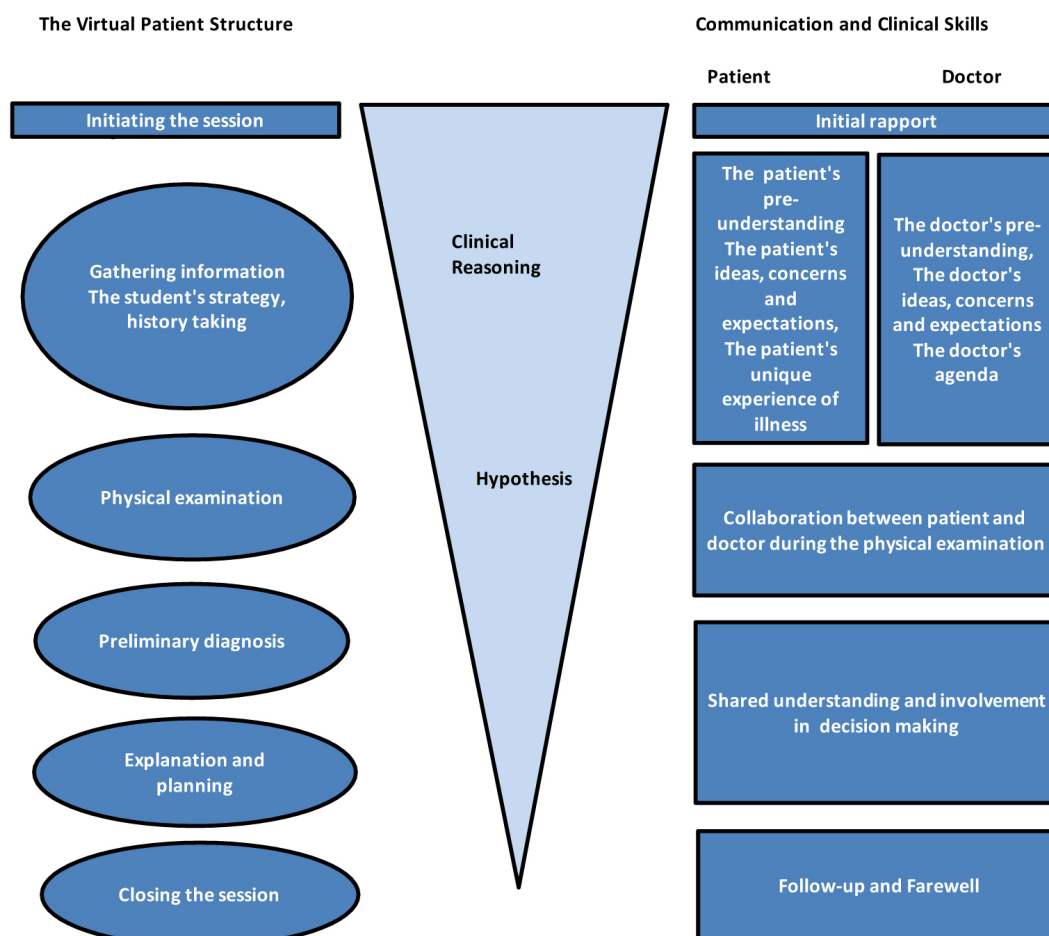 The Virtual Patient Structure
Communication and Clinical Skills
Patient
Doctor
Initiating the session
Initial rapport
Gathering information
The student's strategy,
history taking
Clinical
Reasoning
The patient's
pre-
understanding
The patient's
ideas, concerns
and
expectations,
The patient's
unique
experience of
illness
The doctor's pre-
understanding,
The doctor's
ideas, concerns
and expectations
The doctor's
agenda
Physical examination
Hypothesis
Collaboration between patient and
doctor during the physical examination
Preliminary diagnosis
Shared understanding and involvement
in decision making
Explanation and
planning
Closing the session
Follow-up and Farewell